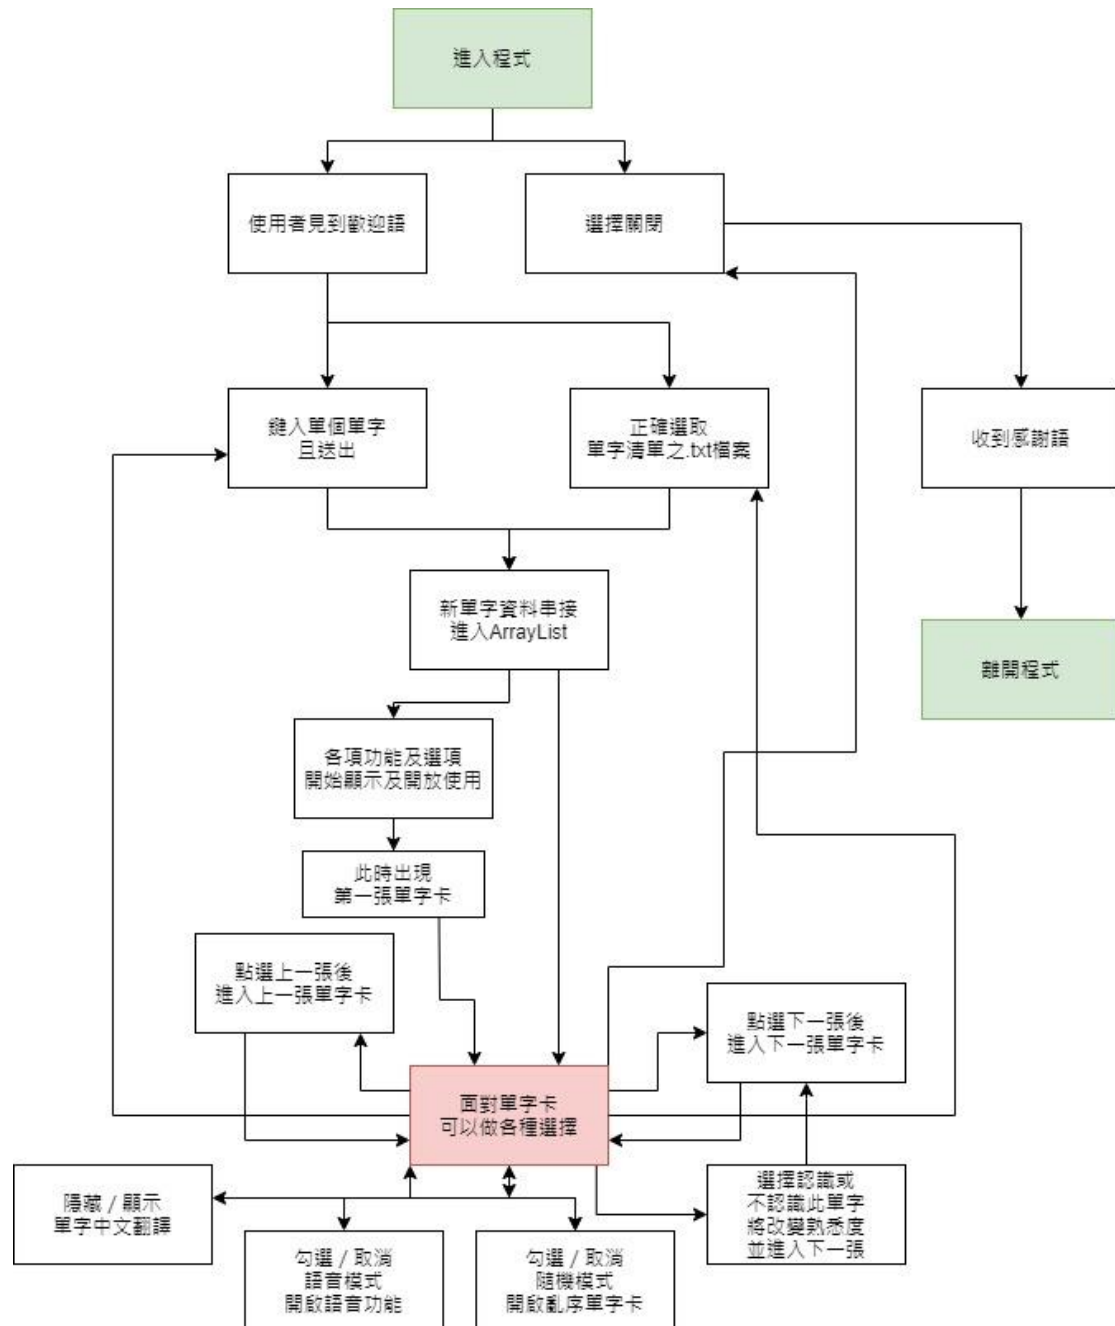 進入程式
使用者見到歡迎語
選擇關閉
鍵入單個單字
且送出
正確選取
單字清單之.txt檔案
收到感謝語
新單字資料串接
進入ArrayList
離開程式
各項功能及選項
開始顯示及開放使用
此時出現
第一張單字卡
點選上一張後
進入上一張單字卡
點選下一張後
進入下一張單字卡
面對單字卡
可以做各種選擇
隱藏 / 顯示
單字中文翻譯
勾選 / 取消
語音模式
開啟語音功能
勾選 / 取消
隨機模式
開啟亂序單字卡
選擇認識或
不認識此單字
將改變熟悉度
並進入下一張